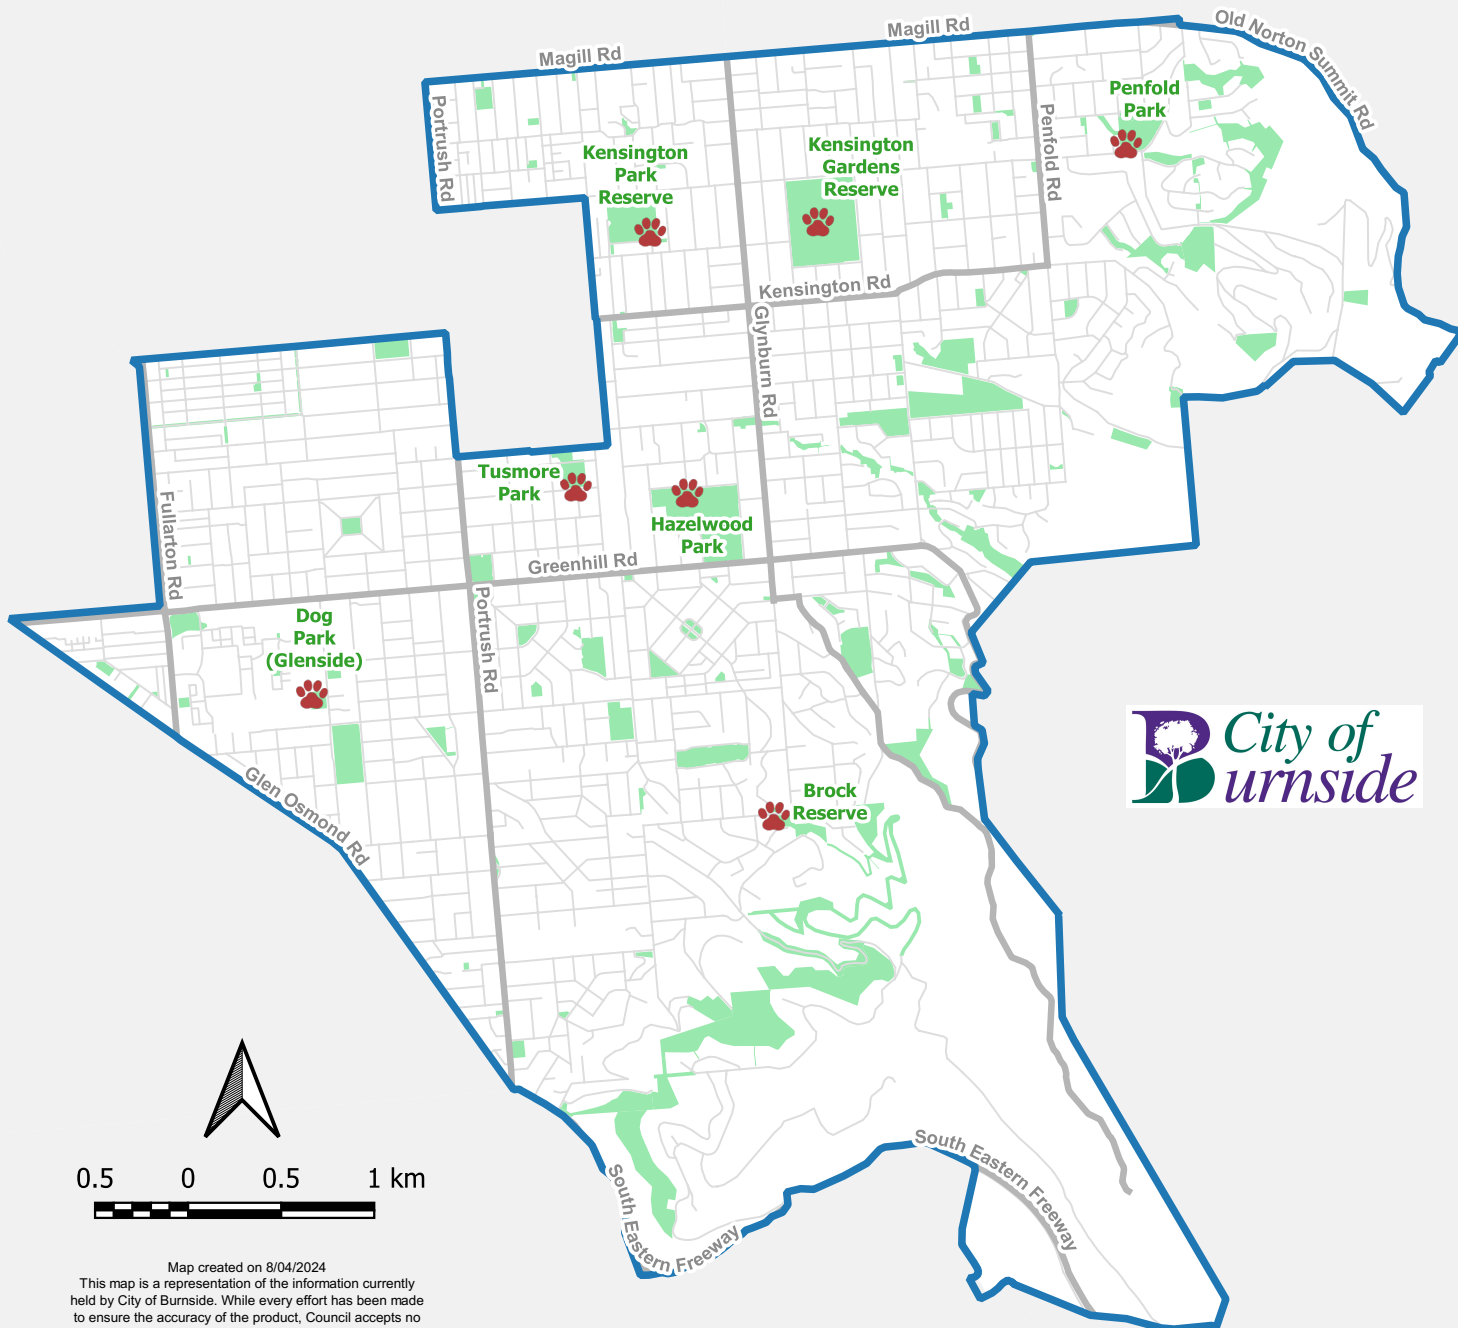 Old Norton Summit Rd
Magill Rd
Magill Rd
Portrush Rd
Penfold
Park
Penfold Rd
Kensington
Park
Reserve
Kensington
Gardens
Reserve
Kensington Rd
Glynburn Rd
Tusmore
Park
Hazelwood
Park
Fullarton Rd
Greenhill Rd
Portrush Rd
Dog
Park
(Glenside)
Glen Osmond Rd
Brock
Reserve
City of
Burnside
South Eastern Freeway
South Eastern Freeway
0.5 0 0.5 1 km
Map created on 8/04/2024
This map is a representation of the information currently
held by City of Burnside. While every effort has been made
to ensure the accuracy of the product, Council accepts no